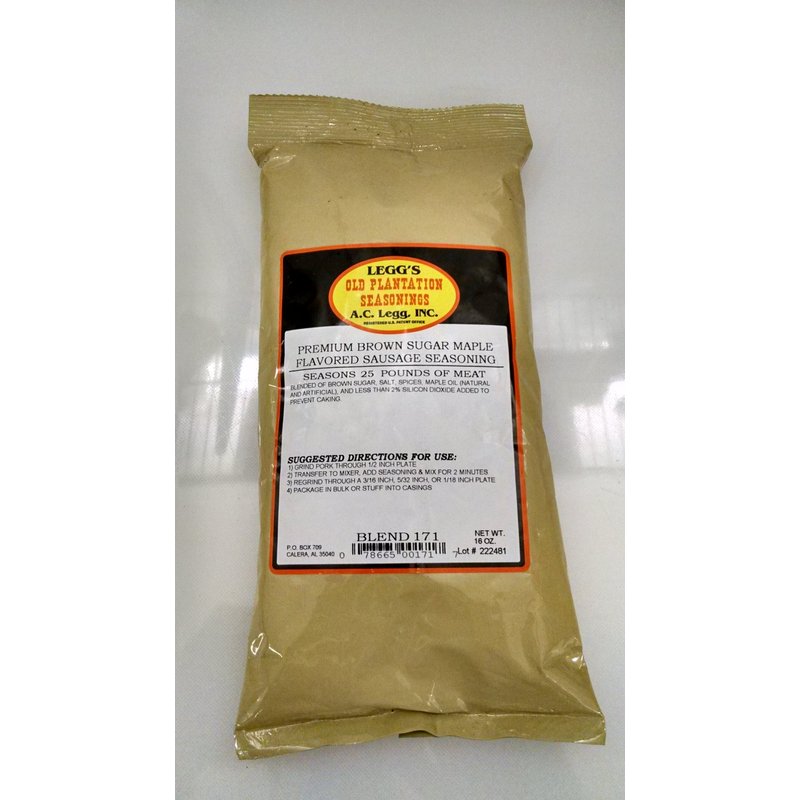 LEGG'S
OLD PLANTATION
SEASONINGS
A.C. Legg, INC.
REGISTERED U.S. PATENT OFFICE
PREMIUM BROWN SUGAR MAPLE
FLAVORED SAUSAGE SEASONING
SEASONS 25 POUNDS OF MEAT
BLENDED OF BROWN SUGAR, SALT, SPICES, MAPLE OIL (NATURAL
AND ARTIFICIAL), AND LESS THAN 2% SILICON DIOXIDE ADDED TO
PREVENT CAKING.
SUGGESTED DIRECTIONS FOR USE:
1) GRIND PORK THROUGH 1/2 INCH PLATE
2) TRANSFER TO MIXER, ADD SEASONING & MIX FOR 2 MINUTES
3) REGRIND THROUGH A 3/16 INCH, 5/32 INCH, OR 1/18 INCH PLATE
4) PACKAGE IN BULK OR STUFF INTO CASINGS
BLEND 171
NET WT.
16 OZ.
P.O. BOX 709
CALERA, AL 35040
0 78665 00171 7
Lot # 222481